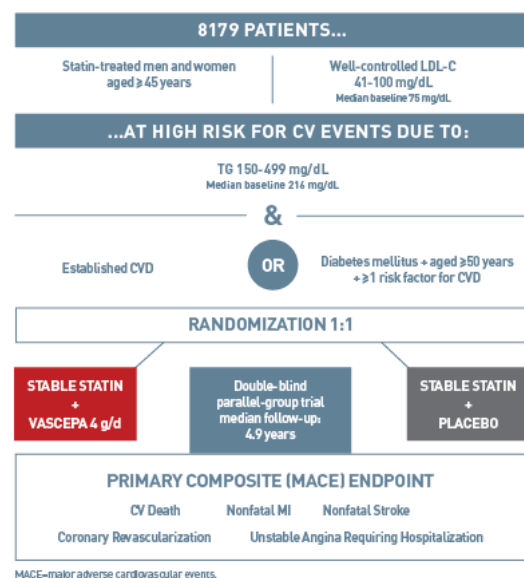 8179 PATIENTS...
Statin-treated men and women
aged ≥45 years
Well-controlled LDL-C
41-100 mg/dL
Median baseline 75 mg/dL
...AT HIGH RISK FOR CV EVENTS DUE TO:
TG 150-499 mg/dL
Median baseline 216 mg/dL
&
Established CVD
OR
Diabetes mellitus + aged ≥50 years
+ ≥1 risk factor for CVD
RANDOMIZATION 1:1
STABLE STATIN
+
VASCEPA 4 g/d
Double-blind
parallel-group trial
median follow-up:
4.9 years
STABLE STATIN
+
PLACEBO
PRIMARY COMPOSITE (MACE) ENDPOINT
CV Death Nonfatal MI Nonfatal Stroke
Coronary Revascularization Unstable Angina Requiring Hospitalization
MACE=major adverse cardiovascular events.